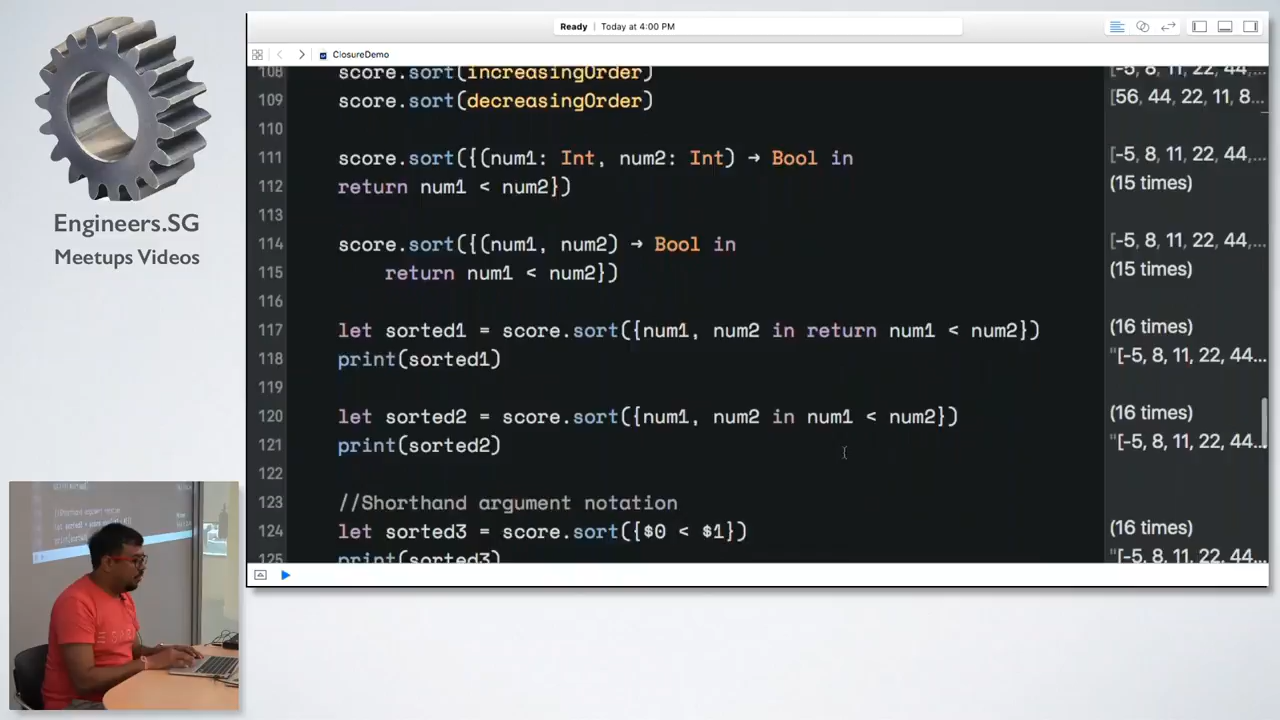 Engineers.SG
Meetups Videos
Ready | Today at 4:00 PM
ClosureDemo
108 score.sort(increasingOrder)
[-5, 8, 11, 22, 44,...
109 score.sort(decreasingOrder)
[56, 44, 22, 11, 8...
110
111 score.sort({(num1: Int, num2: Int) → Bool in
[-5, 8, 11, 22, 44,...
112 return num1 < num2})
(15 times)
113
114 score.sort({(num1, num2) → Bool in
[-5, 8, 11, 22, 44,...
115 return num1 < num2})
(15 times)
116
117 let sorted1 = score.sort({num1, num2 in return num1 < num2})
(16 times)
118 print(sorted1)
"[-5, 8, 11, 22, 44...
119
120 let sorted2 = score.sort({num1, num2 in num1 < num2})
(16 times)
121 print(sorted2)
"[-5, 8, 11, 22, 44...
122
123 //Shorthand argument notation
124 let sorted3 = score.sort({$0 < $1})
(16 times)
125 print(sorted3)
"[-5, 8, 11, 22, 44...